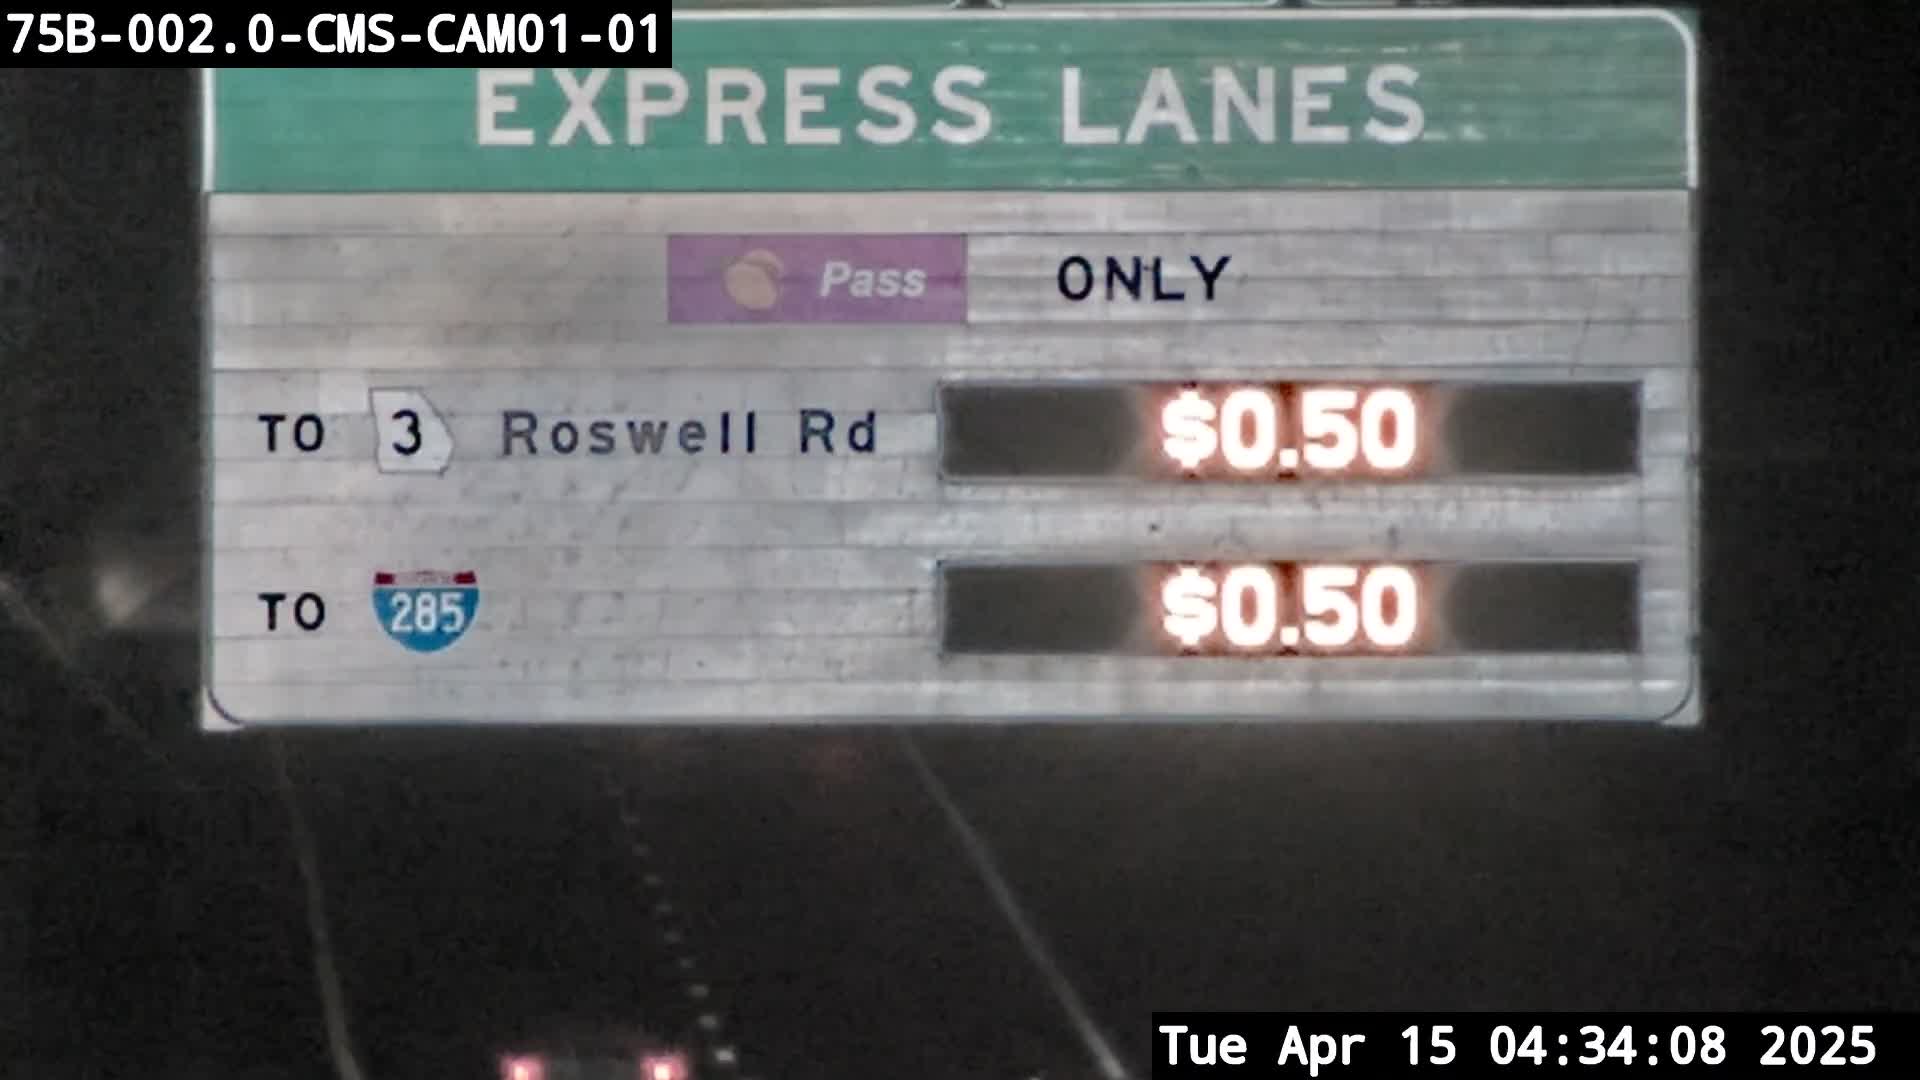 75B-002.0-CMS-CAM01-01
EXPRESS LANES
Pass ONLY
TO 3 Roswell Rd $0.50
TO 285 $0.50
Tue Apr 15 04:34:08 2025